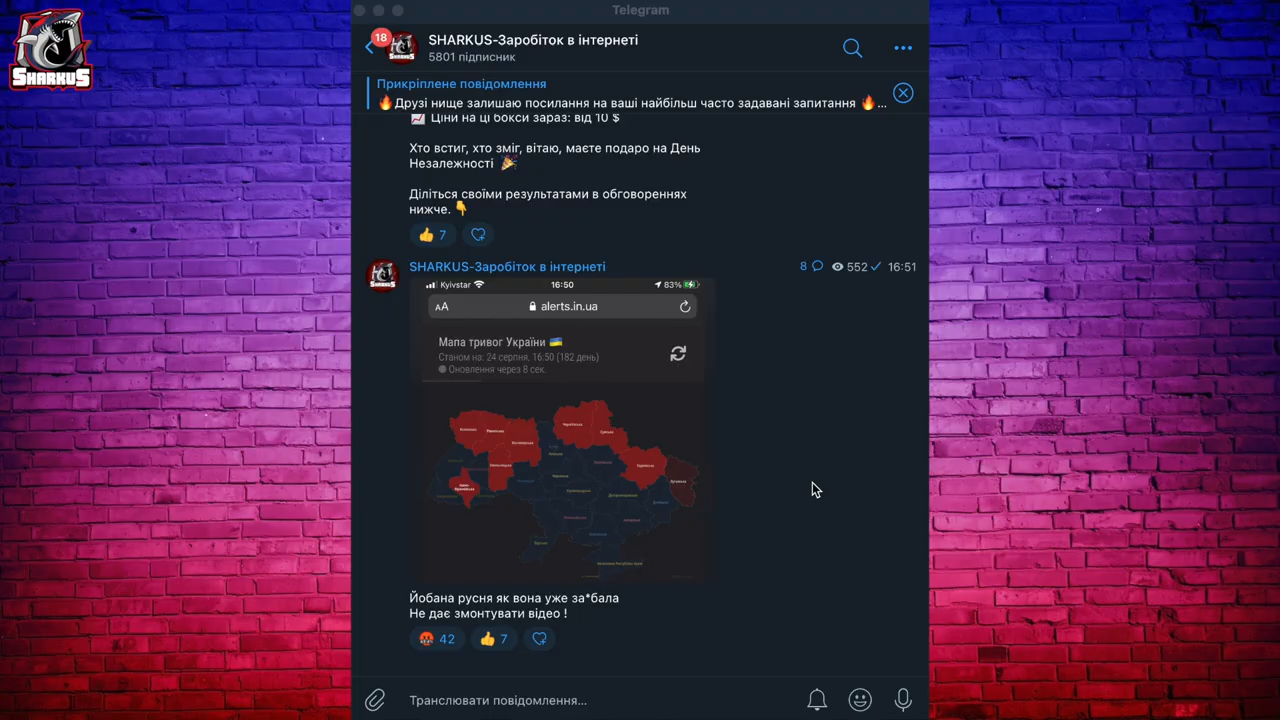 Telegram
SHARKUS
18
SHARKUS-Заробіток в інтернеті
5801 підписник
Прикріплене повідомлення
🔥Друзі нище залишаю посилання на ваші найбільш часто задавані запитання 🔥...
📈 Ціни на ці бокси зараз: від 10 $
Хто встиг, хто зміг, вітаю, маєте подаро на День
Незалежності 🎉
Діліться своїми результатами в обговореннях
нижче. 👇
👍 7
SHARKUS-Заробіток в інтернеті
8 552 16:51
Kyivstar 16:50 83%
AA alerts.in.ua
Мапа тривог України 🇺🇦
Станом на: 24 серпня, 16:50 (182 день)
Оновлення через 8 сек.
Йобана русня як вона уже за*бала
Не дає змонтувати відео !
🤬 42 👍 7
Транслювати повідомлення...